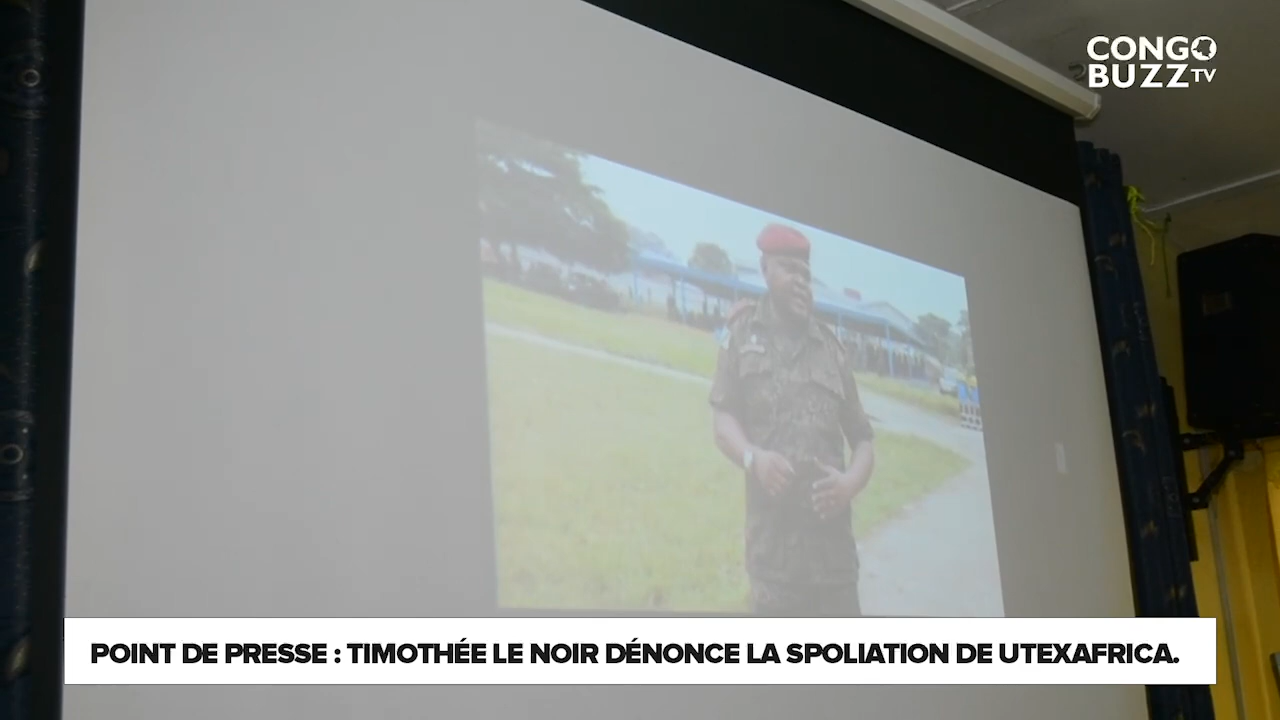 CONGO
BUZZ TV
POINT DE PRESSE : TIMOTHÉE LE NOIR DÉNONCE LA SPOLIATION DE UTEXAFRICA.